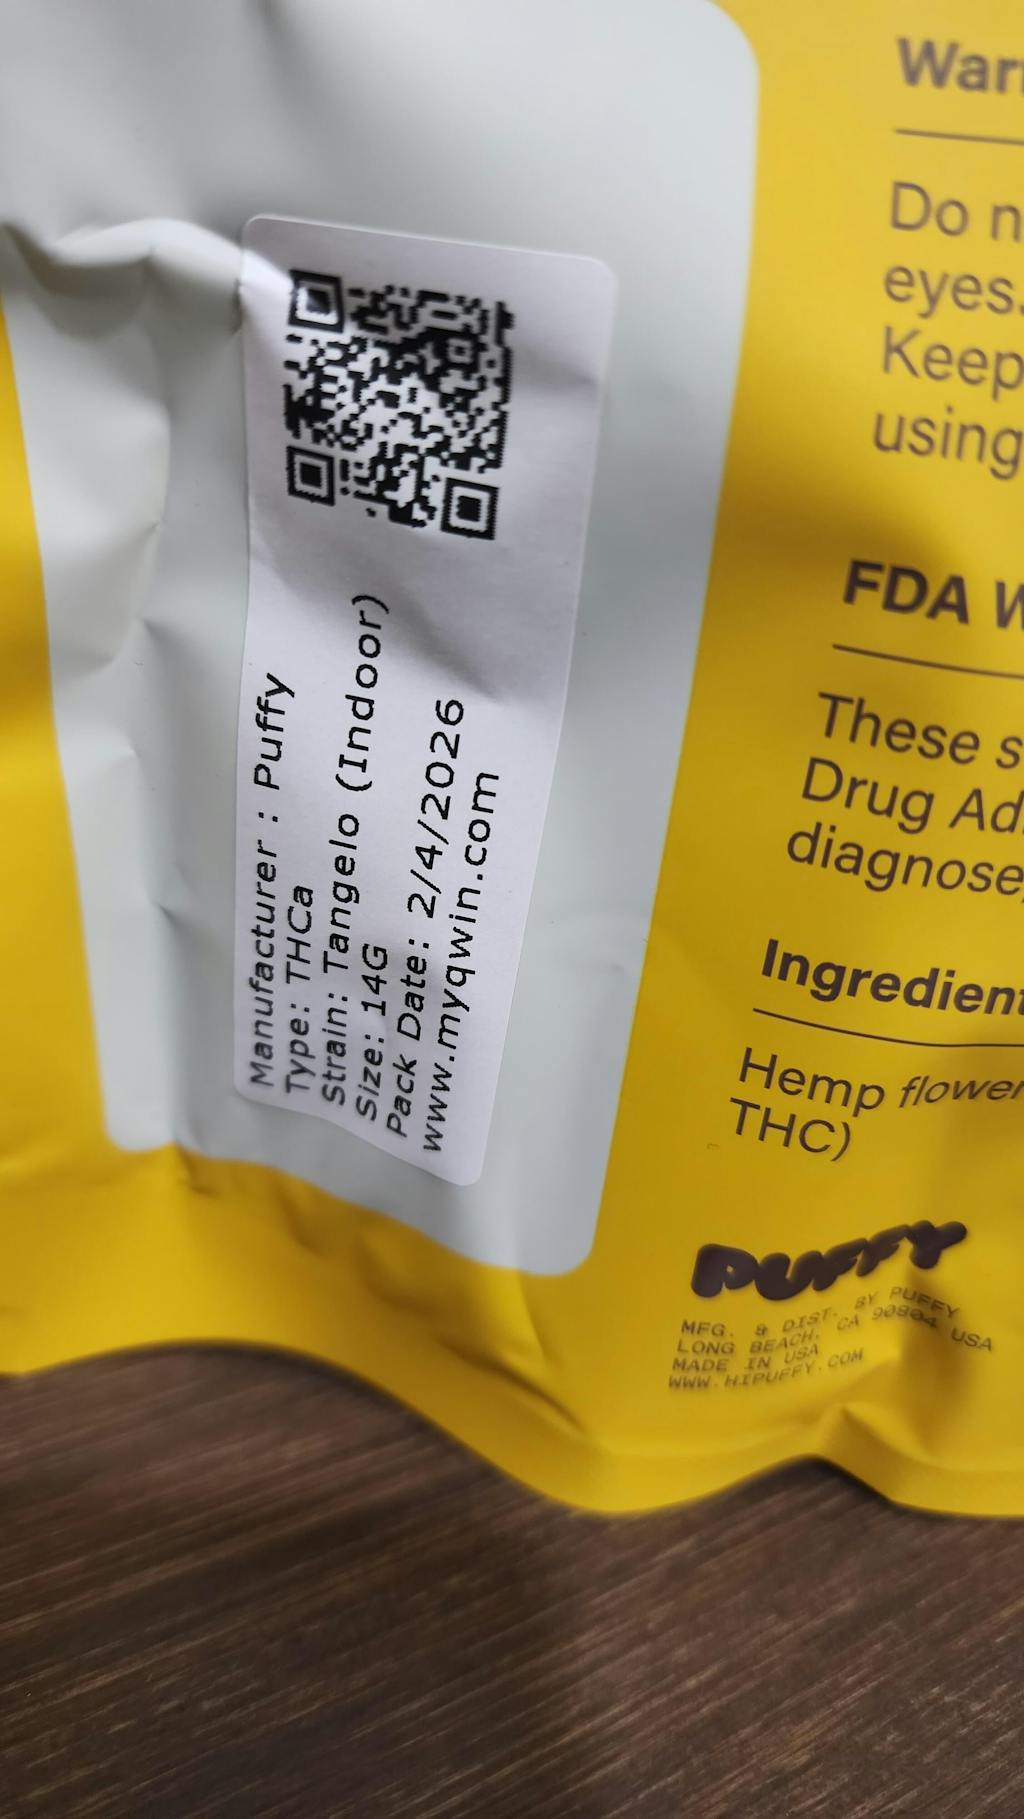 Manufacturer : Puffy
Type: THCa
Strain: Tangelo (Indoor)
Size: 14G
Pack Date: 2/4/2026
www.myqwin.com
Do n
eyes.
Keep
using
FDA W
These s
Drug Ad
diagnose,
Ingredient
Hemp flower
THC)
PUFFY
MFG. & DIST. BY PUFFY
LONG BEACH, CA 90804 USA
MADE IN USA
WWW.HIPUFFY.COM